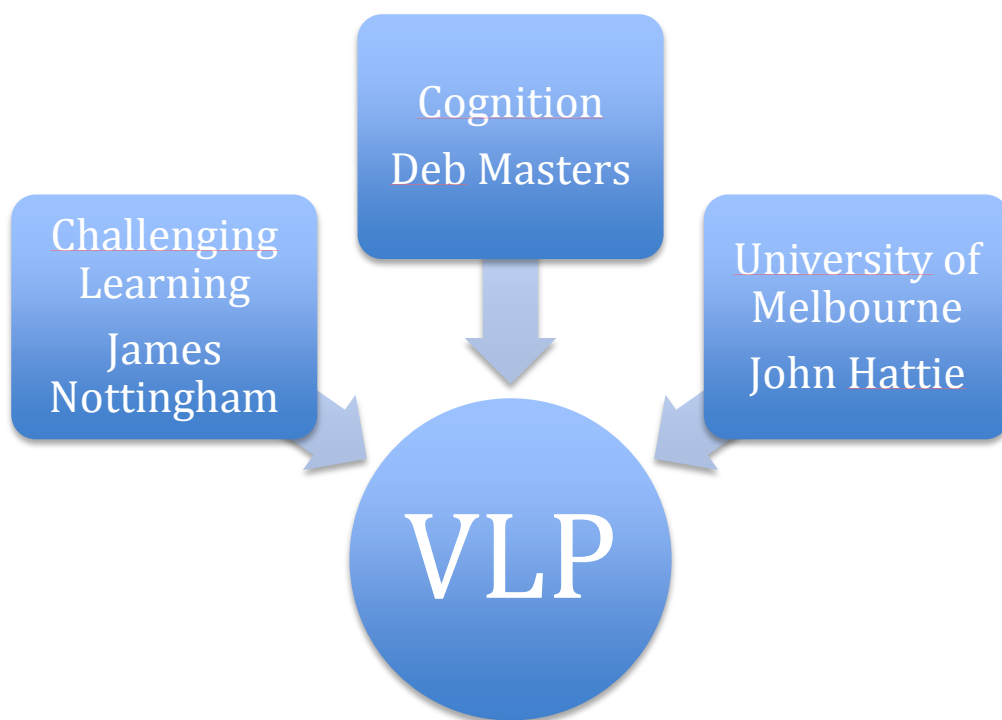 Challenging
Learning
James
Nottingham
Cognition
Deb Masters
University of
Melbourne
John Hattie
VLP